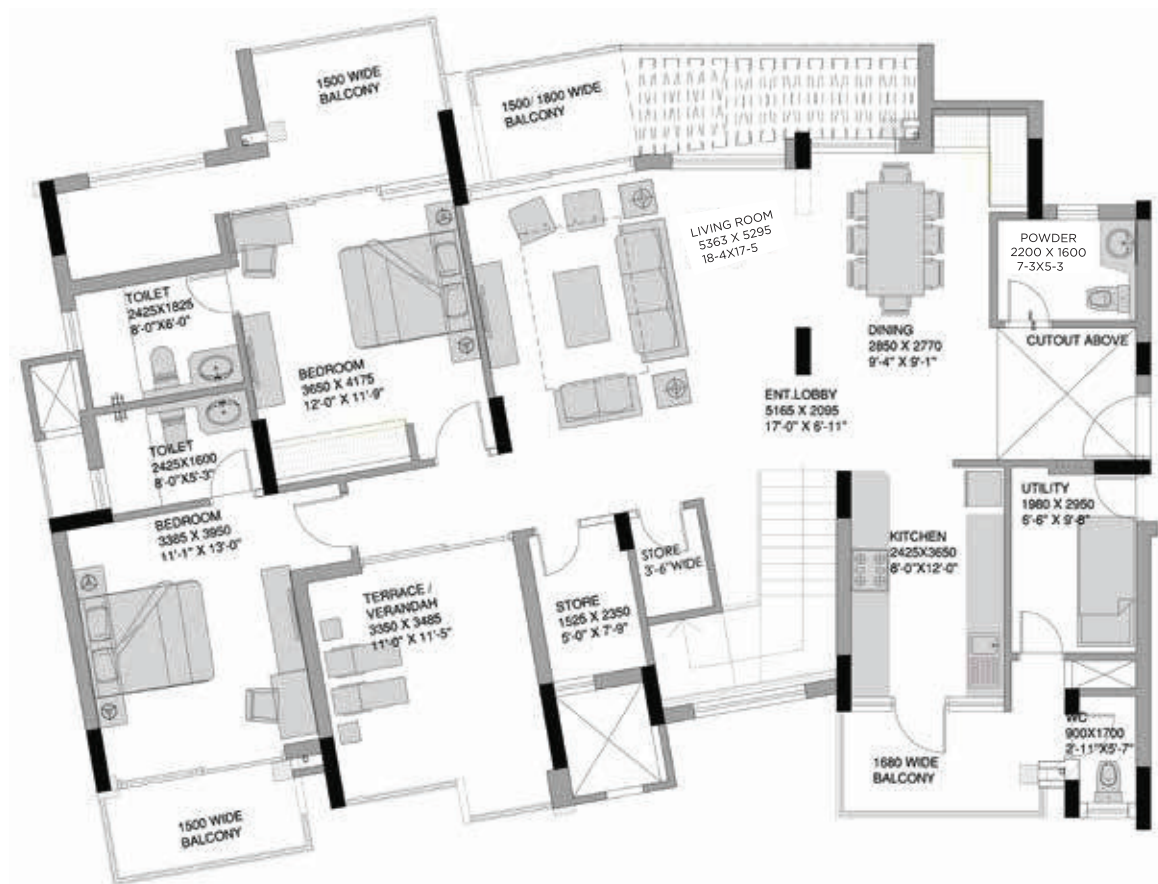 1500 WIDE
BALCONY
1500/ 1800 WIDE
BALCONY
LIVING ROOM
5363 X 5295
18-4X17-5
POWDER
2200 X 1600
7-3X5-3
TOILET
2425X1825
8'-0"X6'-0"
DINING
2850 X 2770
9'-4" X 9'-1"
CUTOUT ABOVE
BEDROOM
3650 X 4175
12'-0" X 11'-9"
ENT.LOBBY
5165 X 2095
17'-0" X 6'-11"
TOILET
2425X1600
8'-0"X5'-3"
UTILITY
1980 X 2950
6'-6" X 9'-8"
BEDROOM
3385 X 3950
11'-1" X 13'-0"
KITCHEN
2425X3650
8'-0"X12'-0"
STORE
3'-6"WIDE
TERRACE /
VERANDAH
3350 X 3485
11'-0" X 11'-5"
STORE
1525 X 2350
5'-0" X 7'-9"
WC
900X1700
2'-11"X5'-7"
1680 WIDE
BALCONY
1500 WIDE
BALCONY